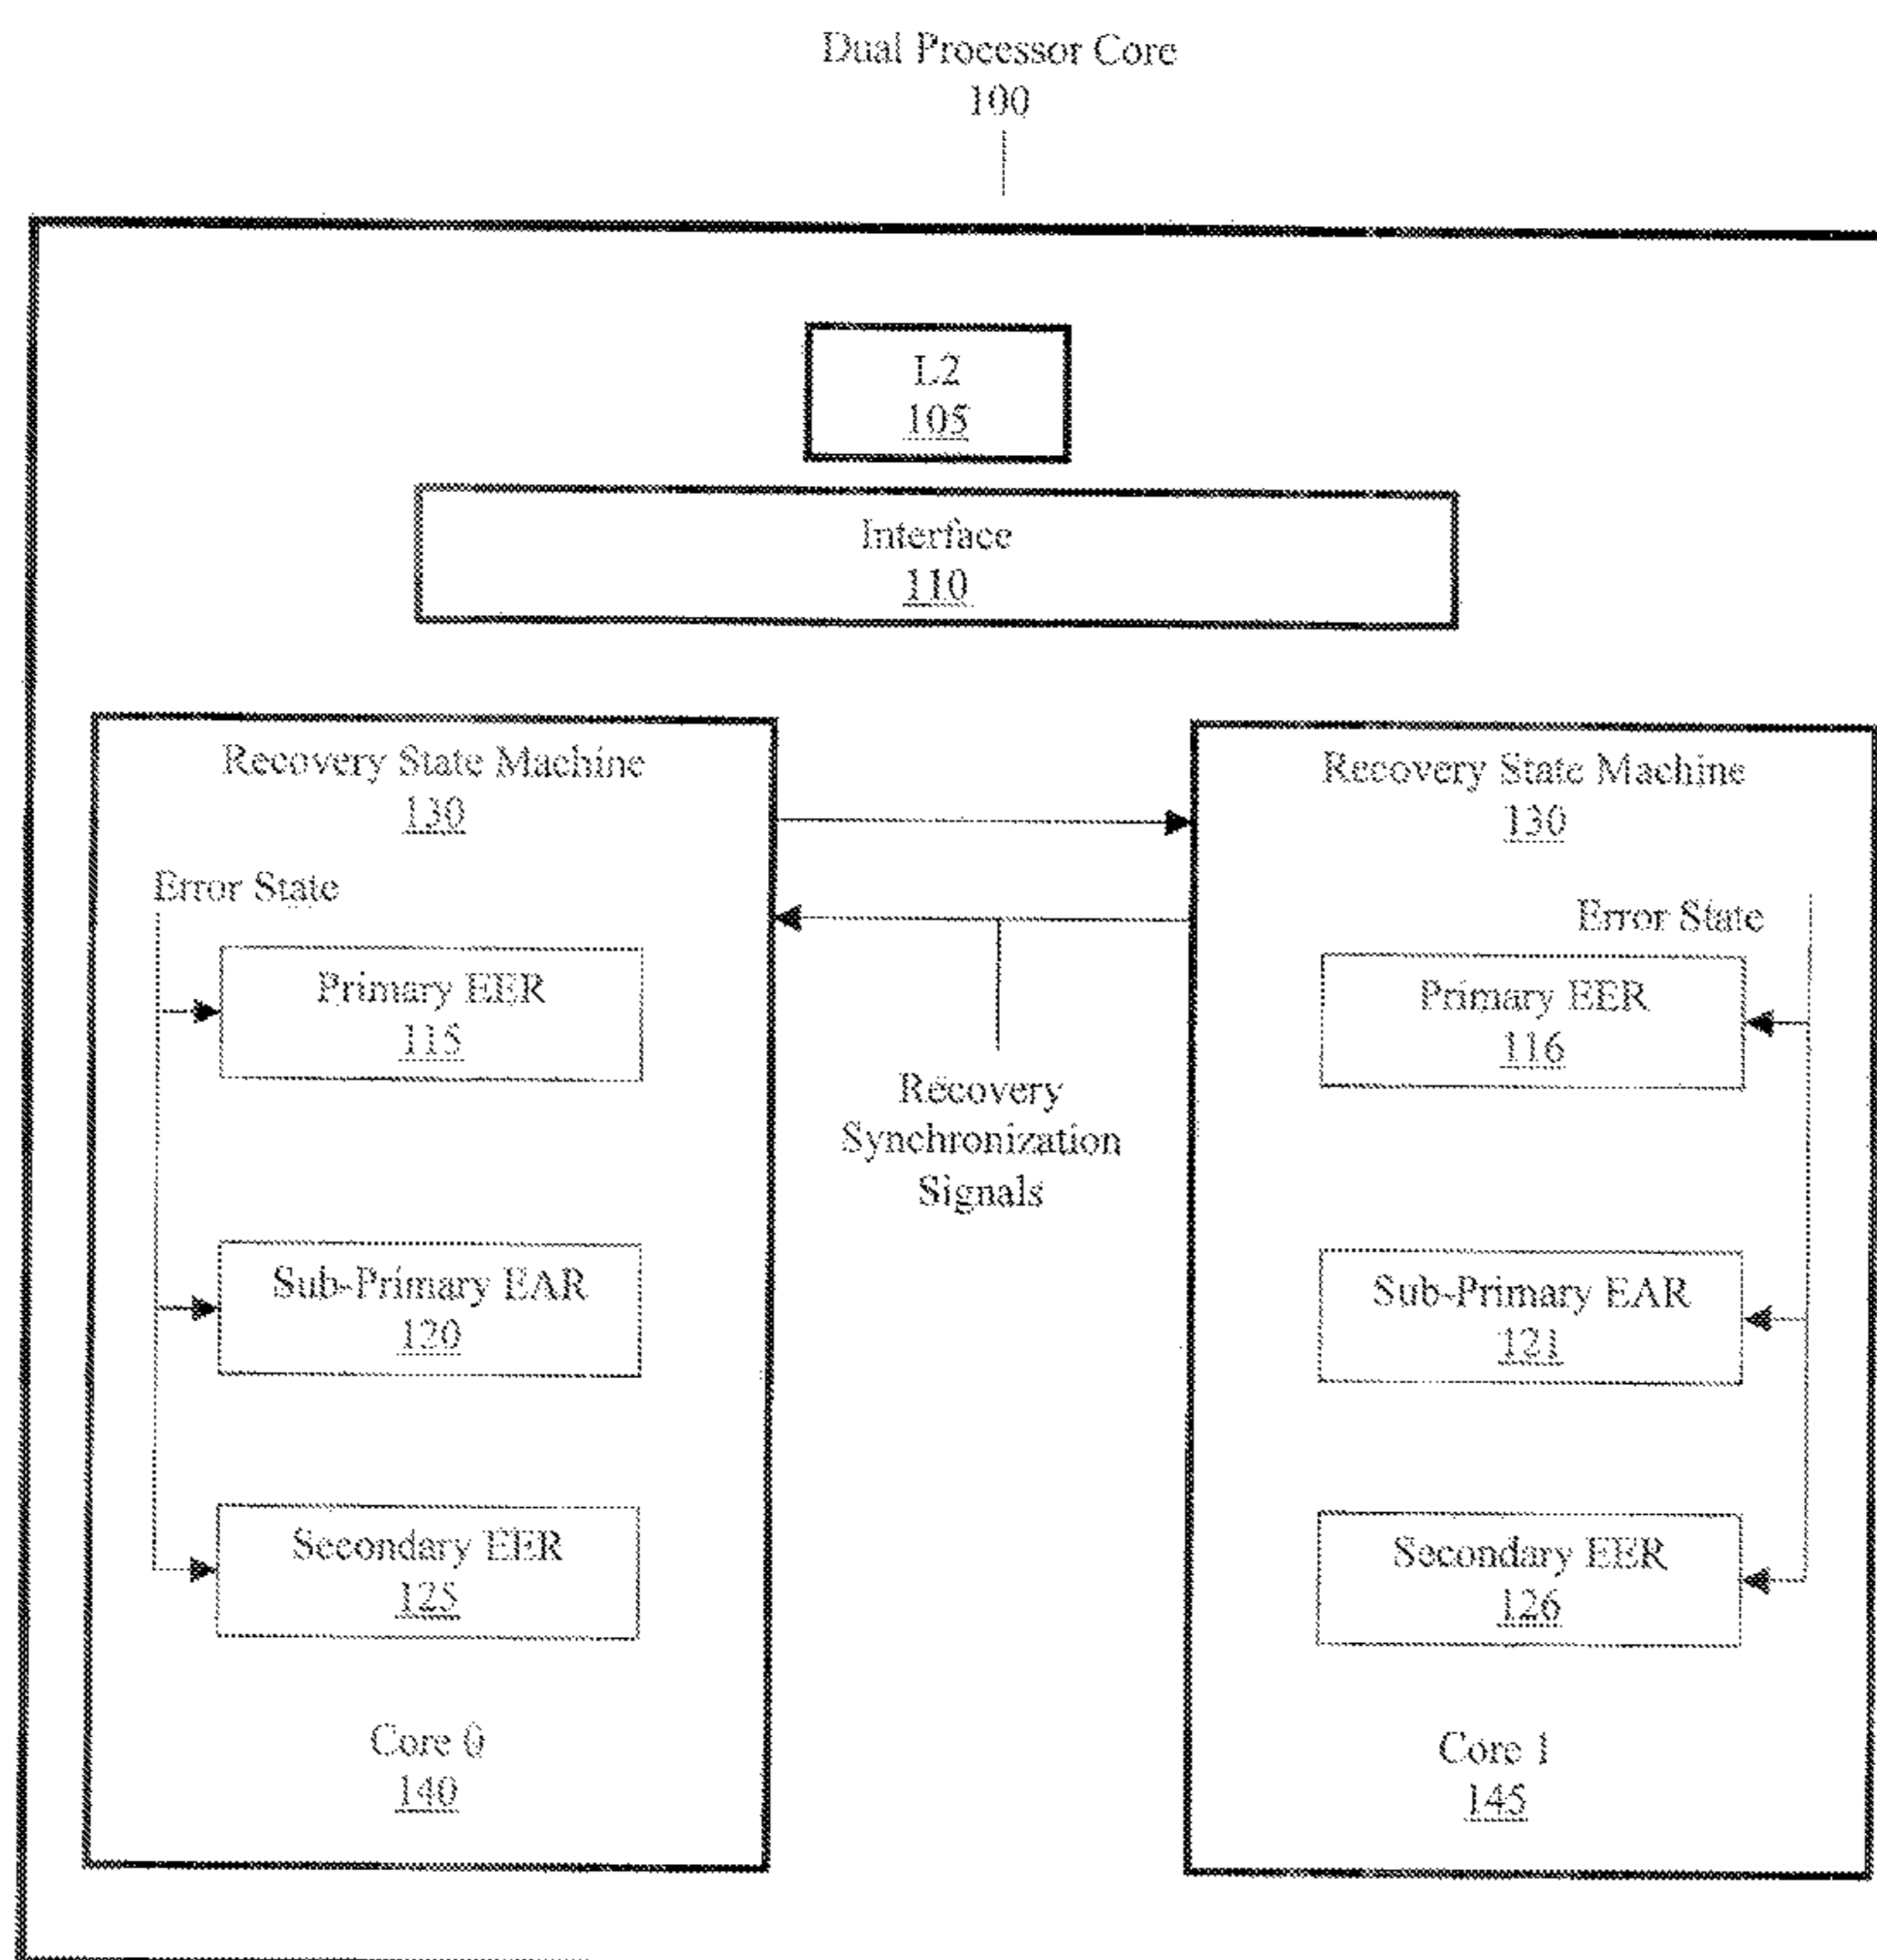 Dual Processor Core
100
L2
105
Interface
110
Recovery State Machine
130
Error State
Primary EER
115
Sub-Primary EAR
120
Secondary EER
125
Core 0
140
Recovery
Synchronization
Signals
Recovery State Machine
130
Error State
Primary EER
116
Sub-Primary EAR
121
Secondary EER
126
Core 1
145